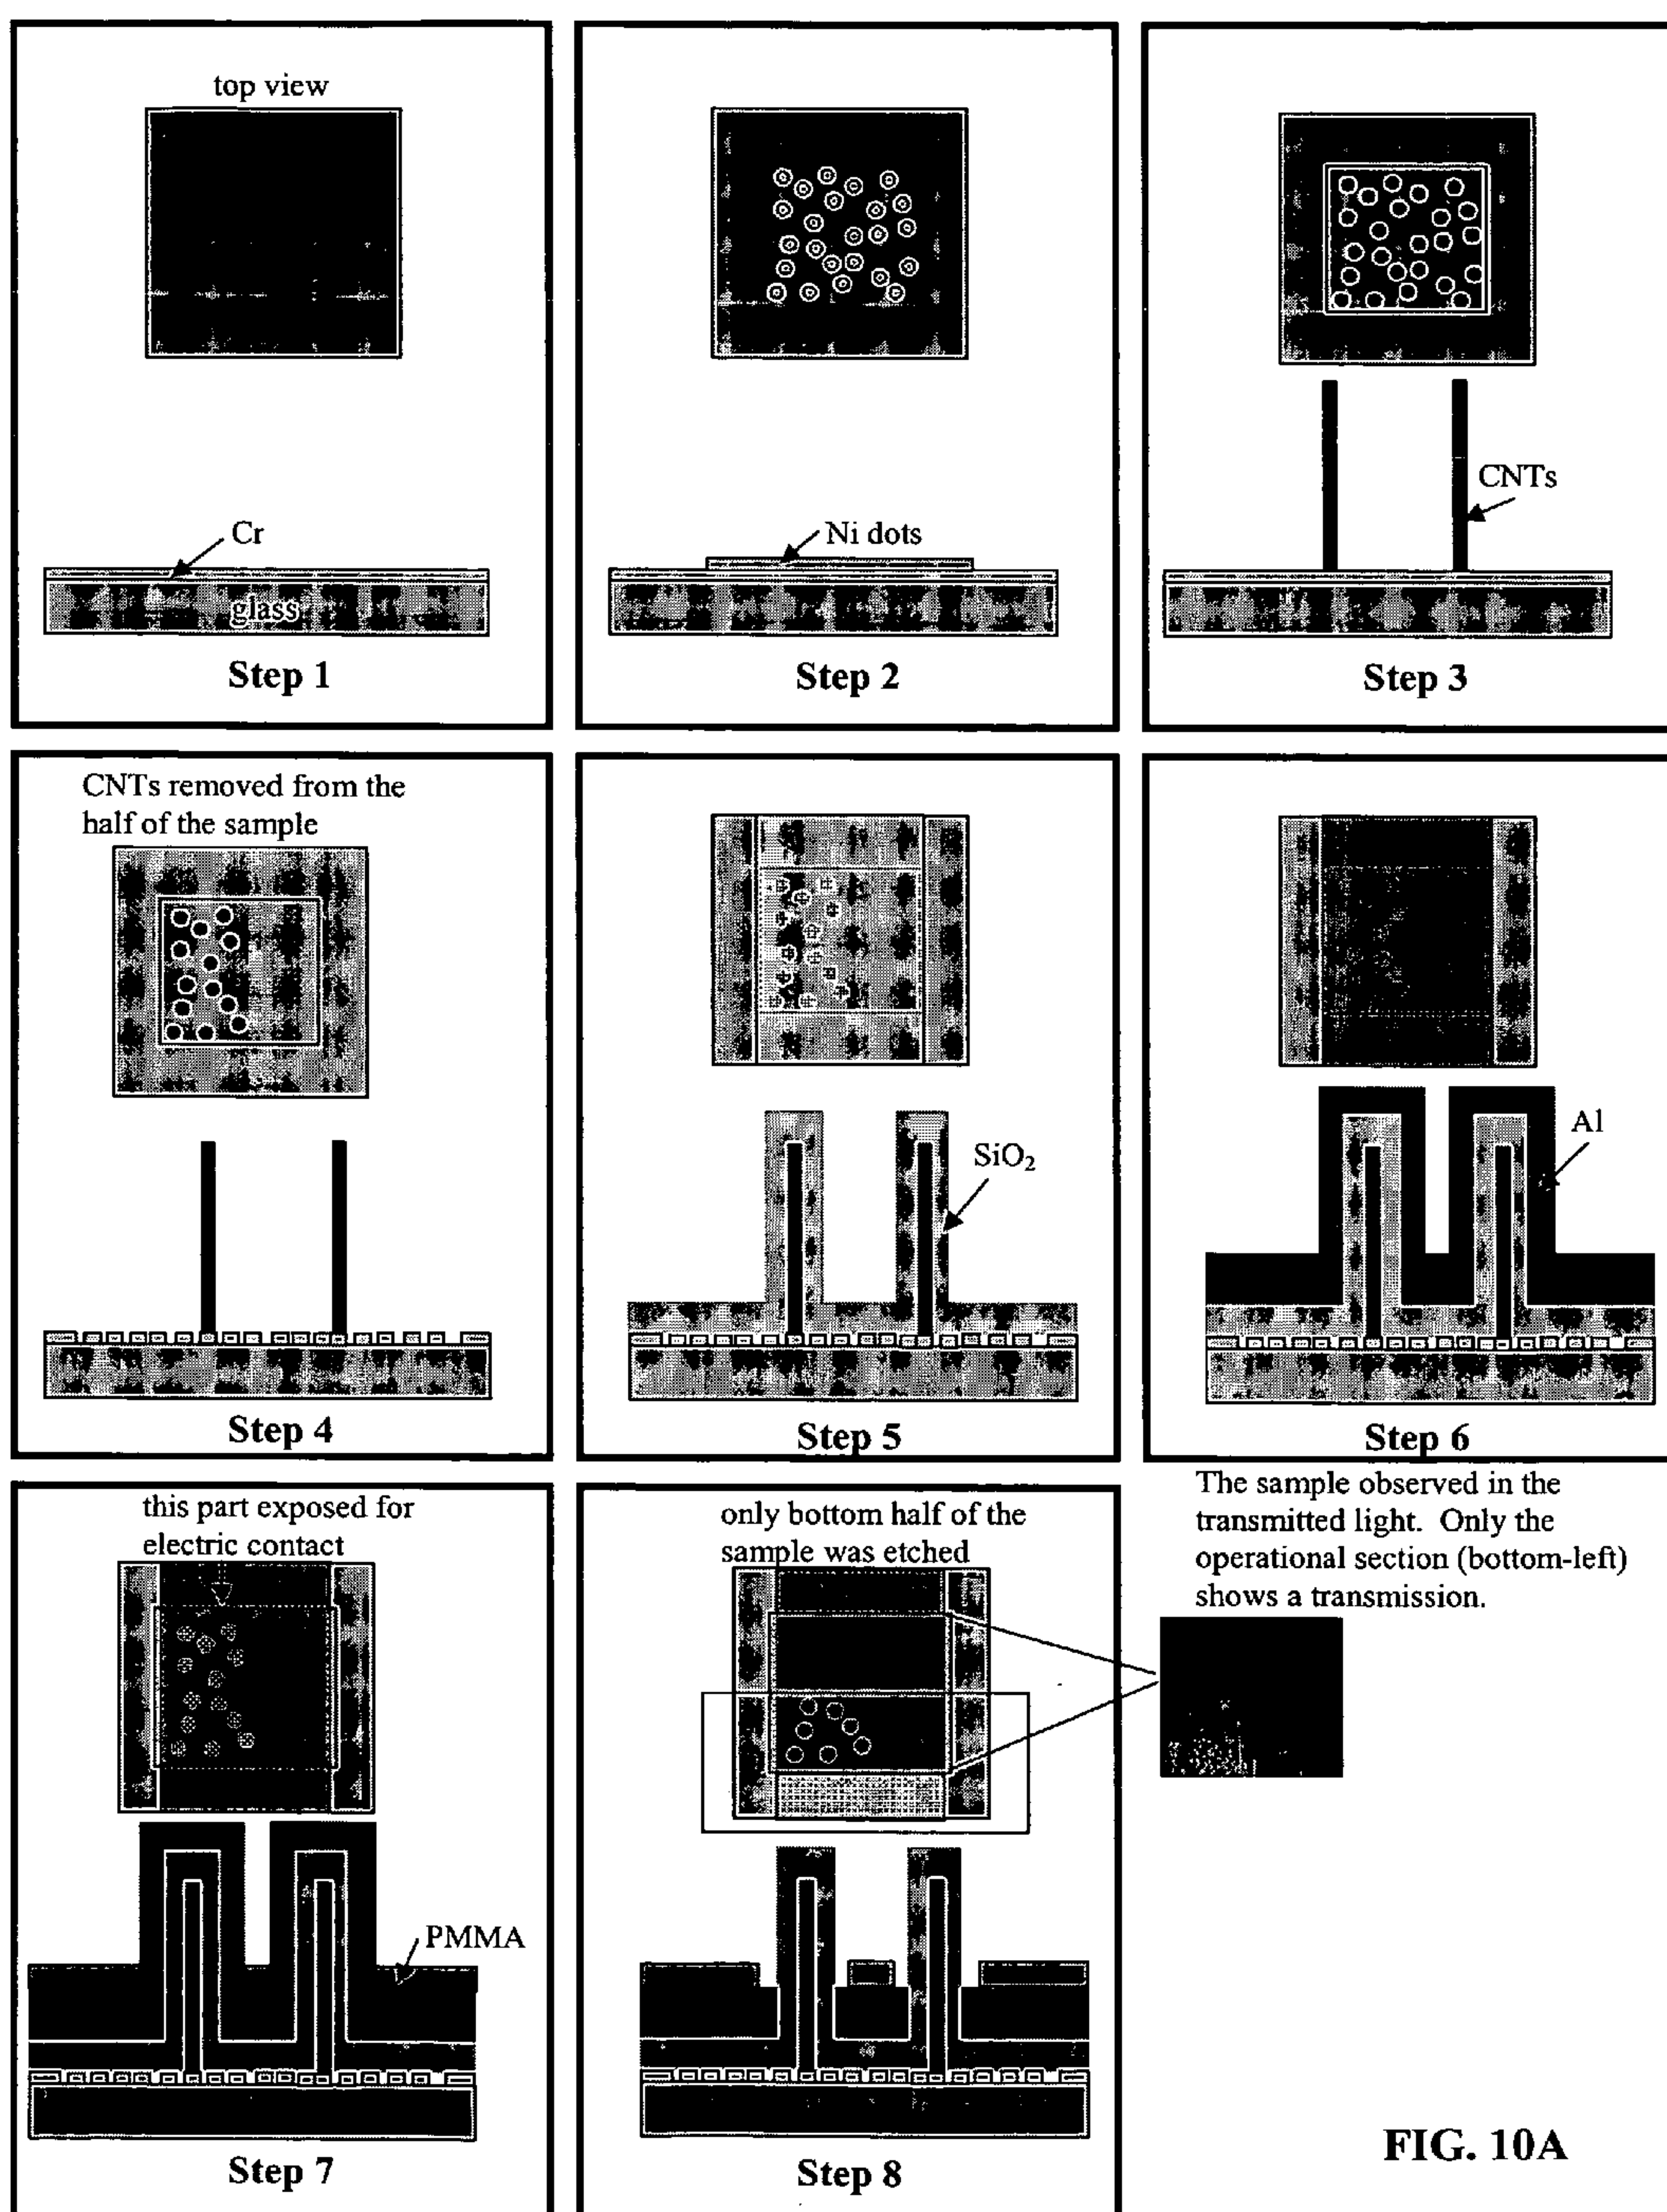 top view
Cr
glass
Step 1
Ni dots
Step 2
CNTs
Step 3
CNTs removed from the
half of the sample
Step 4
SiO₂
Step 5
Al
Step 6
this part exposed for
electric contact
PMMA
Step 7
only bottom half of the
sample was etched
Step 8
The sample observed in the
transmitted light. Only the
operational section (bottom-left)
shows a transmission.
FIG. 10A